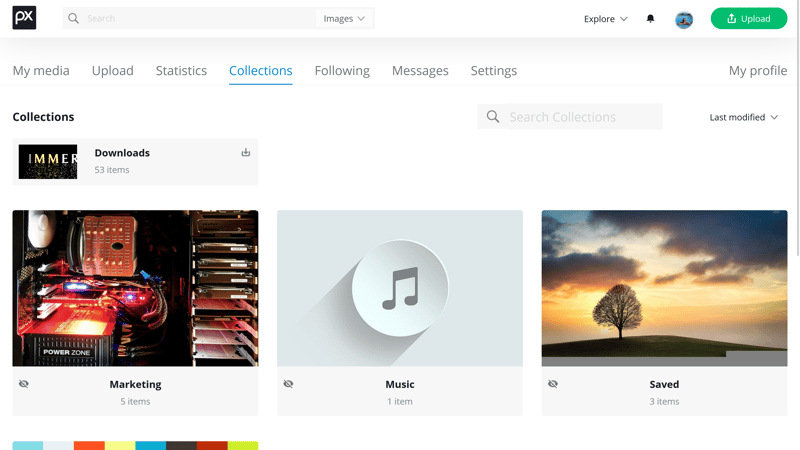 px
Search
Images
Explore
Upload
My media
Upload
Statistics
Collections
Following
Messages
Settings
My profile
Collections
Search Collections
Last modified
IMMER
Downloads
53 items
POWER ZONE
Marketing
5 items
Music
1 item
Saved
3 items